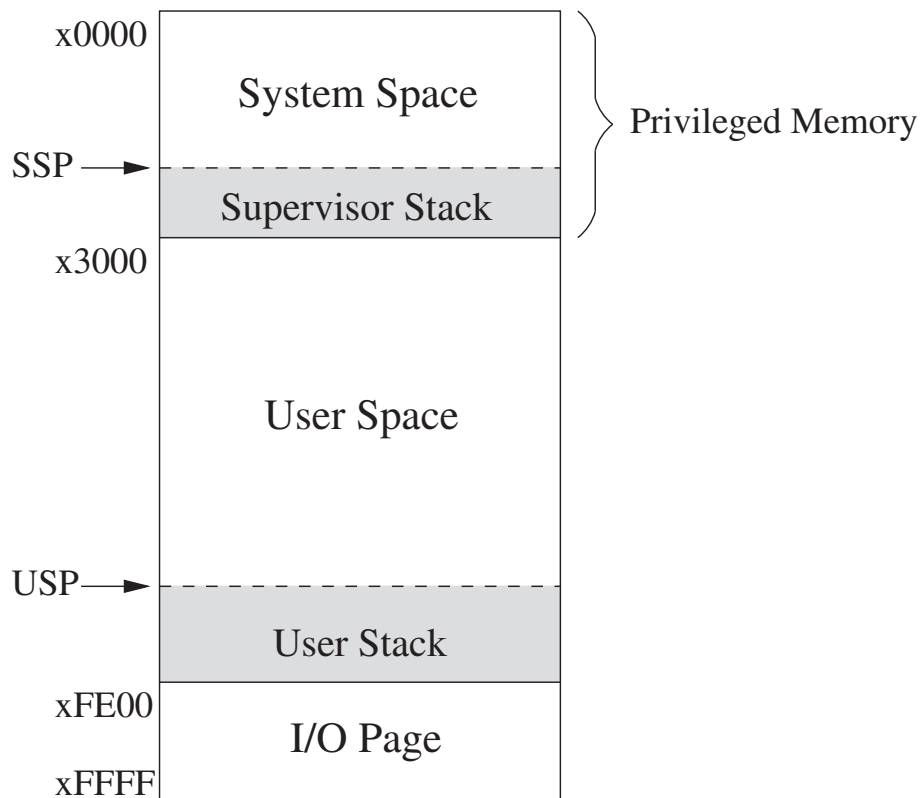 x0000
System Space
Privileged Memory
SSP
Supervisor Stack
x3000
User Space
USP
User Stack
xFE00
I/O Page
xFFFF